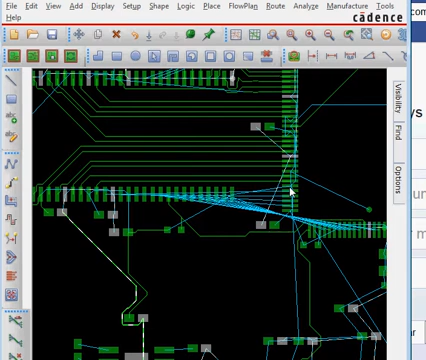 File Edit View Add Display Setup Shape Logic Place FlowPlan Route Analyze Manufacture Tools
Help
cādence
Visibility
Find
Options